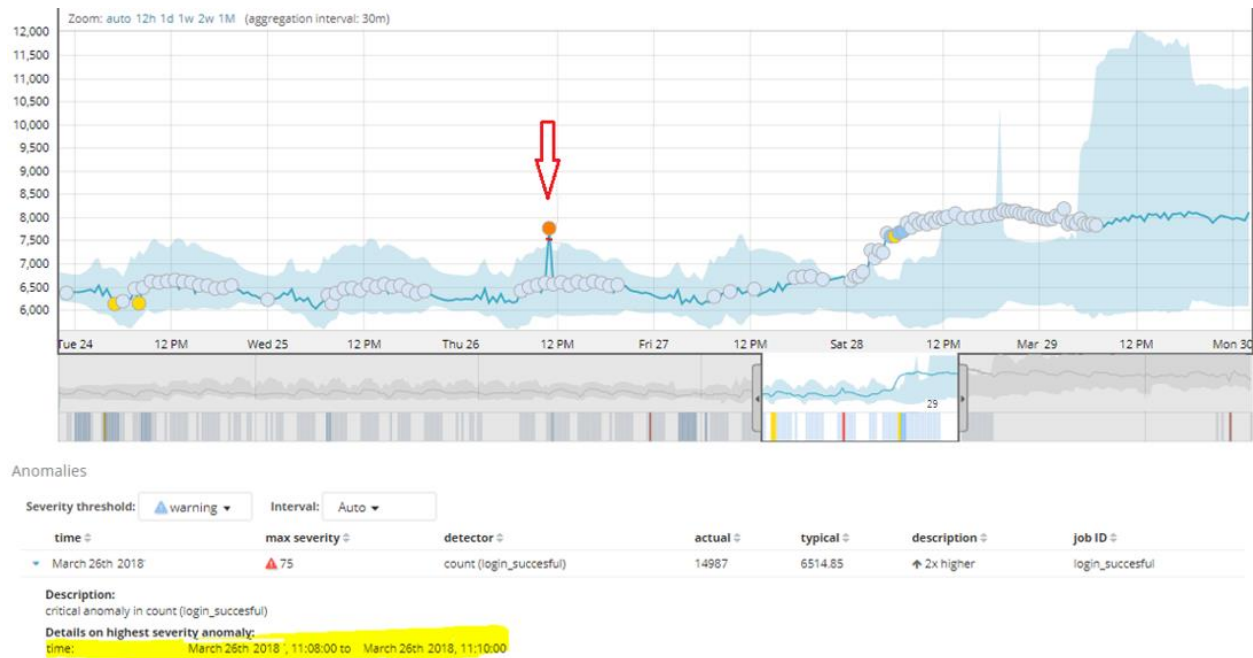 Zoom: auto 12h 1d 1w 2w 1M (aggregation interval: 30m)
12,000
11,500
11,000
10,500
10,000
9,500
9,000
8,500
8,000
7,500
7,000
6,500
6,000
Tue 24 12 PM Wed 25 12 PM Thu 26 12 PM Fri 27 12 PM Sat 28 12 PM Mar 29 12 PM Mon 30
29
Anomalies
Severity threshold: warning Interval: Auto
time max severity detector actual typical description job ID
March 26th 2018 75 count (login_succesful) 14987 6514.85 2x higher login_succesful
Description:
critical anomaly in count (login_succesful)
Details on highest severity anomaly:
time: March 26th 2018 , 11:08:00 to March 26th 2018, 11:10:00